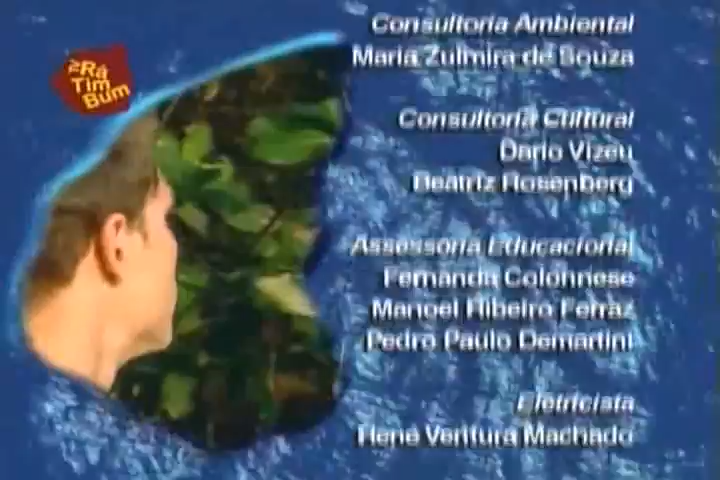 Rá
Tim
Bum
Consultoria Ambiental
Maria Zulmira de Souza
Consultoria Cultural
Dario Vizeu
Beatriz Rosenberg
Assessoria Educacional
Fernanda Colonnese
Manoel Ribeiro Ferraz
Pedro Paulo Demartini
Eletricista
Rene Ventura Machado